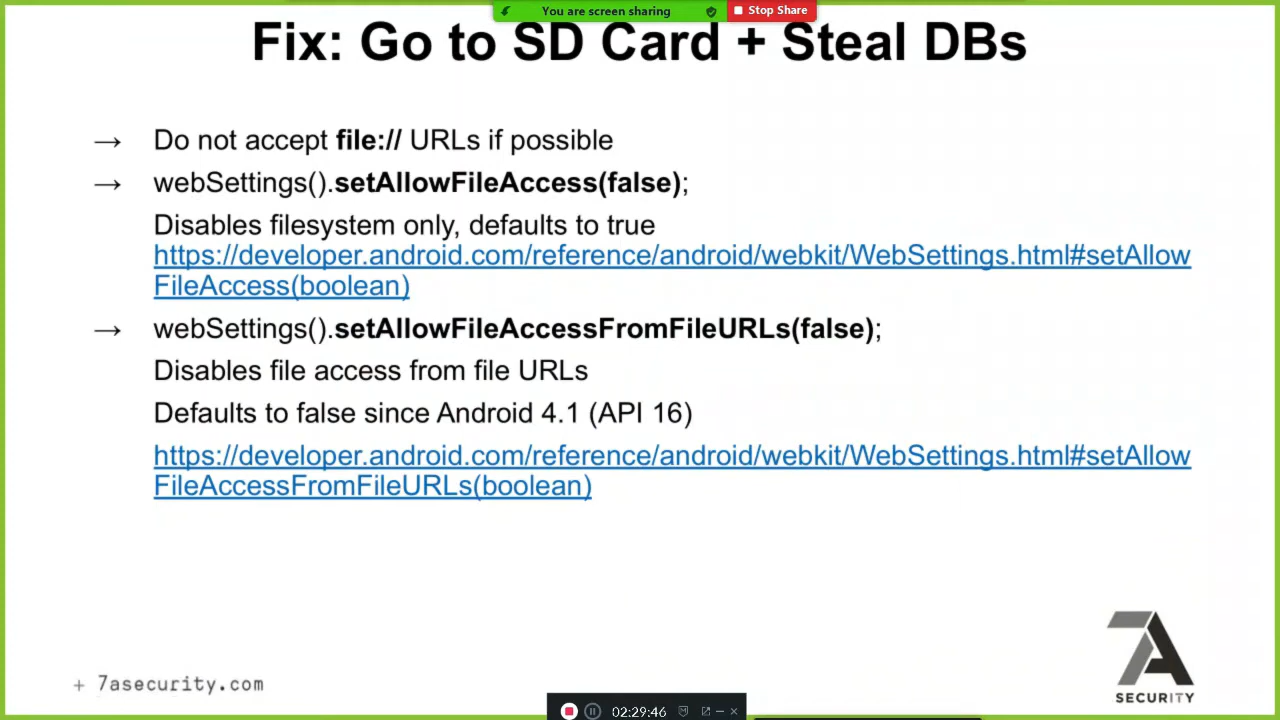 You are screen sharing
Stop Share
Fix: Go to SD Card + Steal DBs
→ Do not accept file:// URLs if possible
→ webSettings().setAllowFileAccess(false);
Disables filesystem only, defaults to true
https://developer.android.com/reference/android/webkit/WebSettings.html#setAllow
FileAccess(boolean)
→ webSettings().setAllowFileAccessFromFileURLs(false);
Disables file access from file URLs
Defaults to false since Android 4.1 (API 16)
https://developer.android.com/reference/android/webkit/WebSettings.html#setAllow
FileAccessFromFileURLs(boolean)
7A
SECURITY
+ 7asecurity.com
02:29:46